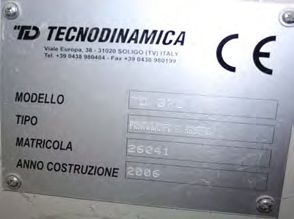 TD TECNODINAMICA
Viale Europa, 38 - 31020 SOLIGO (TV) ITALY
Tel. +39 0438 980484 - Fax +39 0438 980199
CE
MODELLO
TIPO
MATRICOLA 26041
ANNO COSTRUZIONE 2006